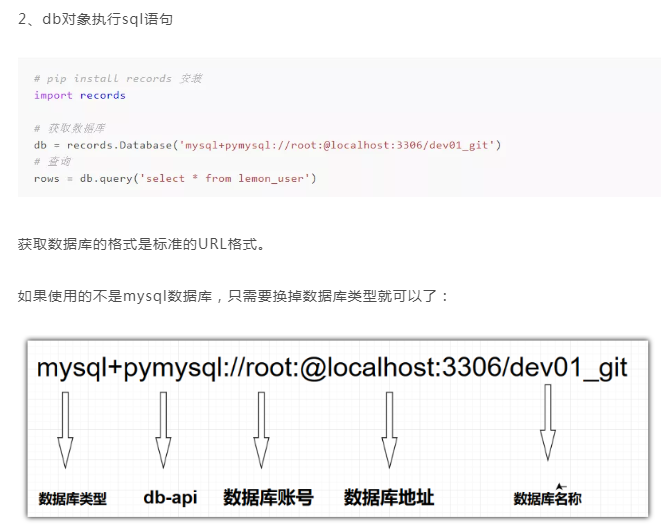 2、db对象执行sql语句
# pip install records 安装
import records
# 获取数据库
db = records.Database('mysql+pymysql://root:@localhost:3306/dev01_git')
# 查询
rows = db.query('select * from lemon_user')
获取数据库的格式是标准的URL格式。
如果使用的不是mysql数据库，只需要换掉数据库类型就可以了：
mysql+pymysql://root:@localhost:3306/dev01_git
数据库类型 db-api 数据库账号 数据库地址 数据库名称